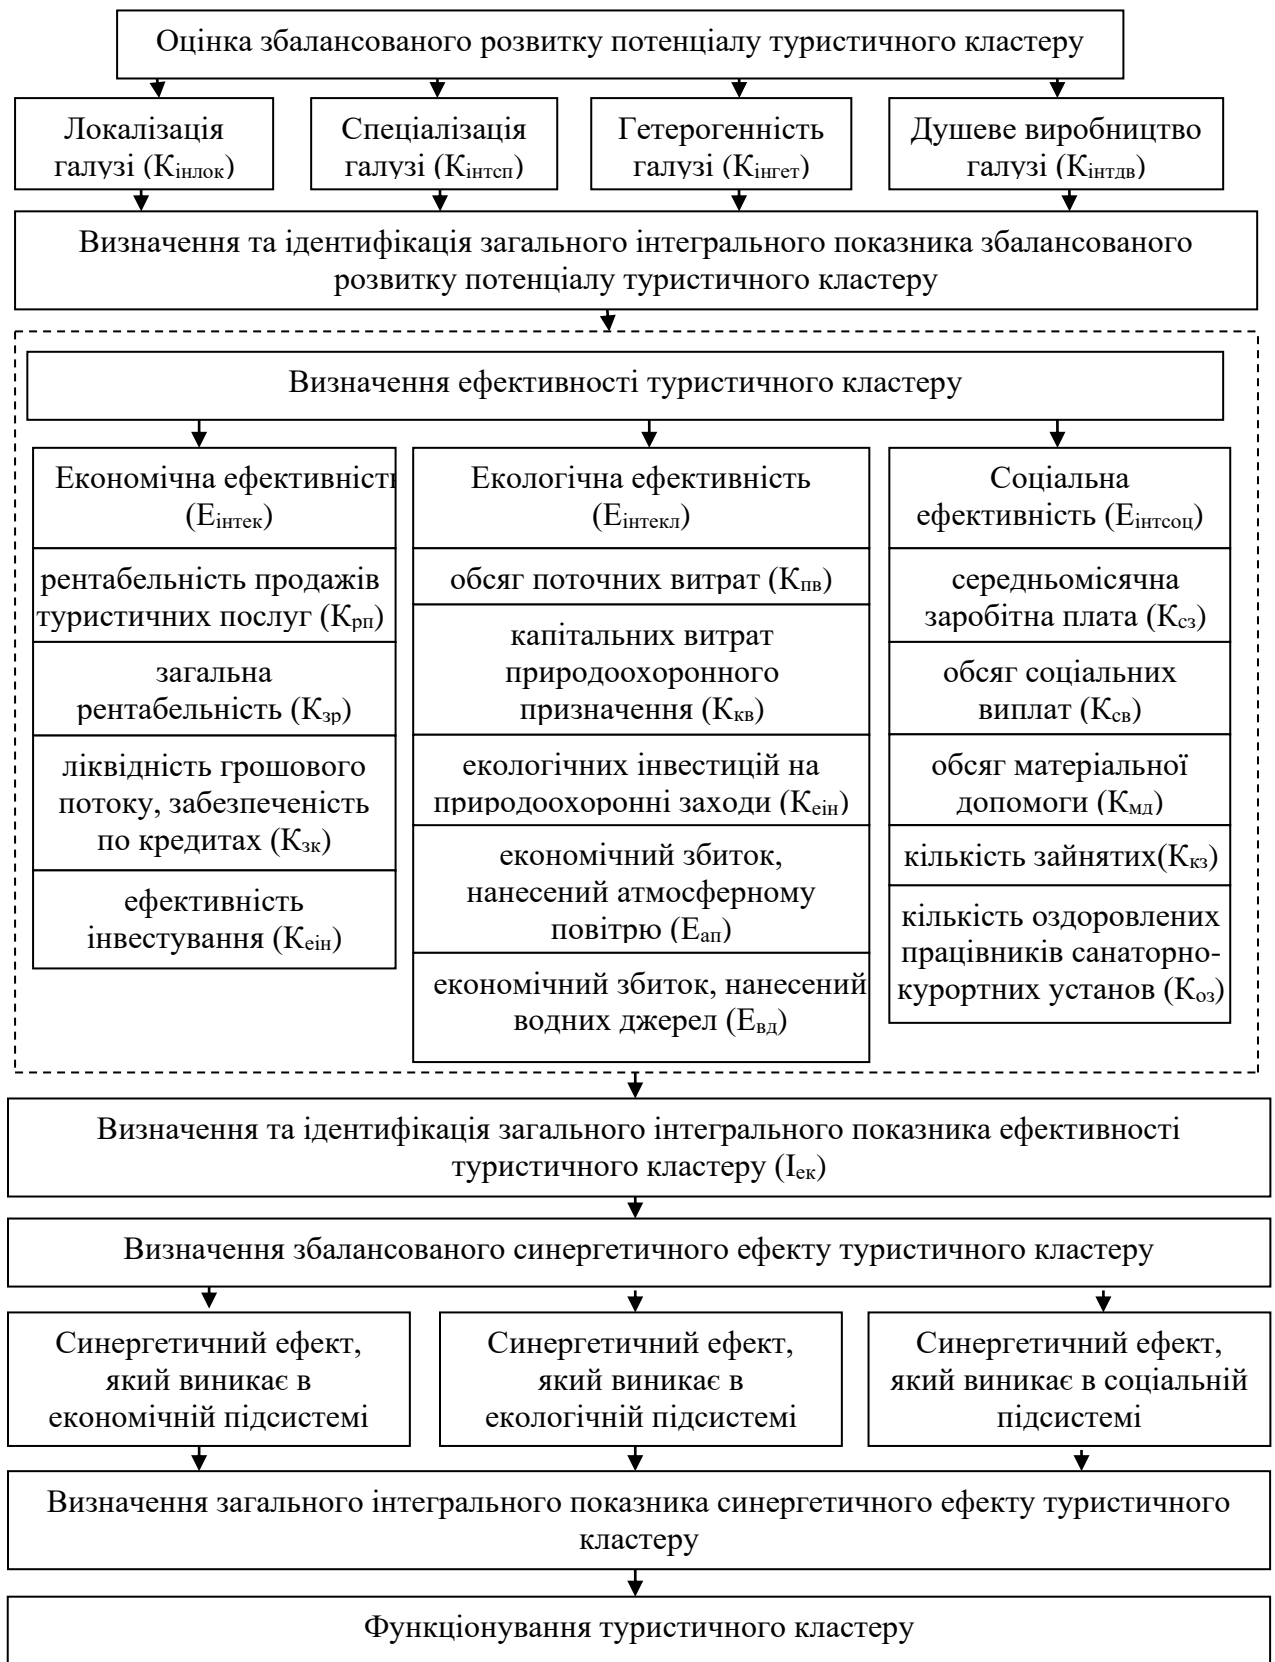 Оцінка збалансованого розвитку потенціалу туристичного кластеру
Локалізація
галузі (Кінлок)
Спеціалізація
галузі (Кінтсп)
Гетерогенність
галузі (Кінгет)
Душеве виробництво
галузі (Кінтдв)
Визначення та ідентифікація загального інтегрального показника збалансованого
розвитку потенціалу туристичного кластеру
Визначення ефективності туристичного кластеру
Економічна ефективність
(Еінтек)
рентабельність продажів
туристичних послуг (Крп)
загальна
рентабельність (Кзр)
ліквідність грошового
потоку, забезпеченість
по кредитах (Кзк)
ефективність
інвестування (Кеін)
Екологічна ефективність
(Еінтекл)
обсяг поточних витрат (Кпв)
капітальних витрат
природоохоронного
призначення (Ккв)
екологічних інвестицій на
природоохоронні заходи (Кеін)
економічний збиток,
нанесений атмосферному
повітрю (Еап)
економічний збиток, нанесений
водних джерел (Евд)
Соціальна
ефективність (Еінтсоц)
середньомісячна
заробітна плата (Ксз)
обсяг соціальних
виплат (Ксв)
обсяг матеріальної
допомоги (Кмд)
кількість зайнятих(Ккз)
кількість оздоровлених
працівників санаторно-
курортних установ (Коз)
Визначення та ідентифікація загального інтегрального показника ефективності
туристичного кластеру (Іек)
Визначення збалансованого синергетичного ефекту туристичного кластеру
Синергетичний ефект,
який виникає в
економічній підсистемі
Синергетичний ефект,
який виникає в
екологічній підсистемі
Синергетичний ефект,
який виникає в соціальній
підсистемі
Визначення загального інтегрального показника синергетичного ефекту туристичного
кластеру
Функціонування туристичного кластеру